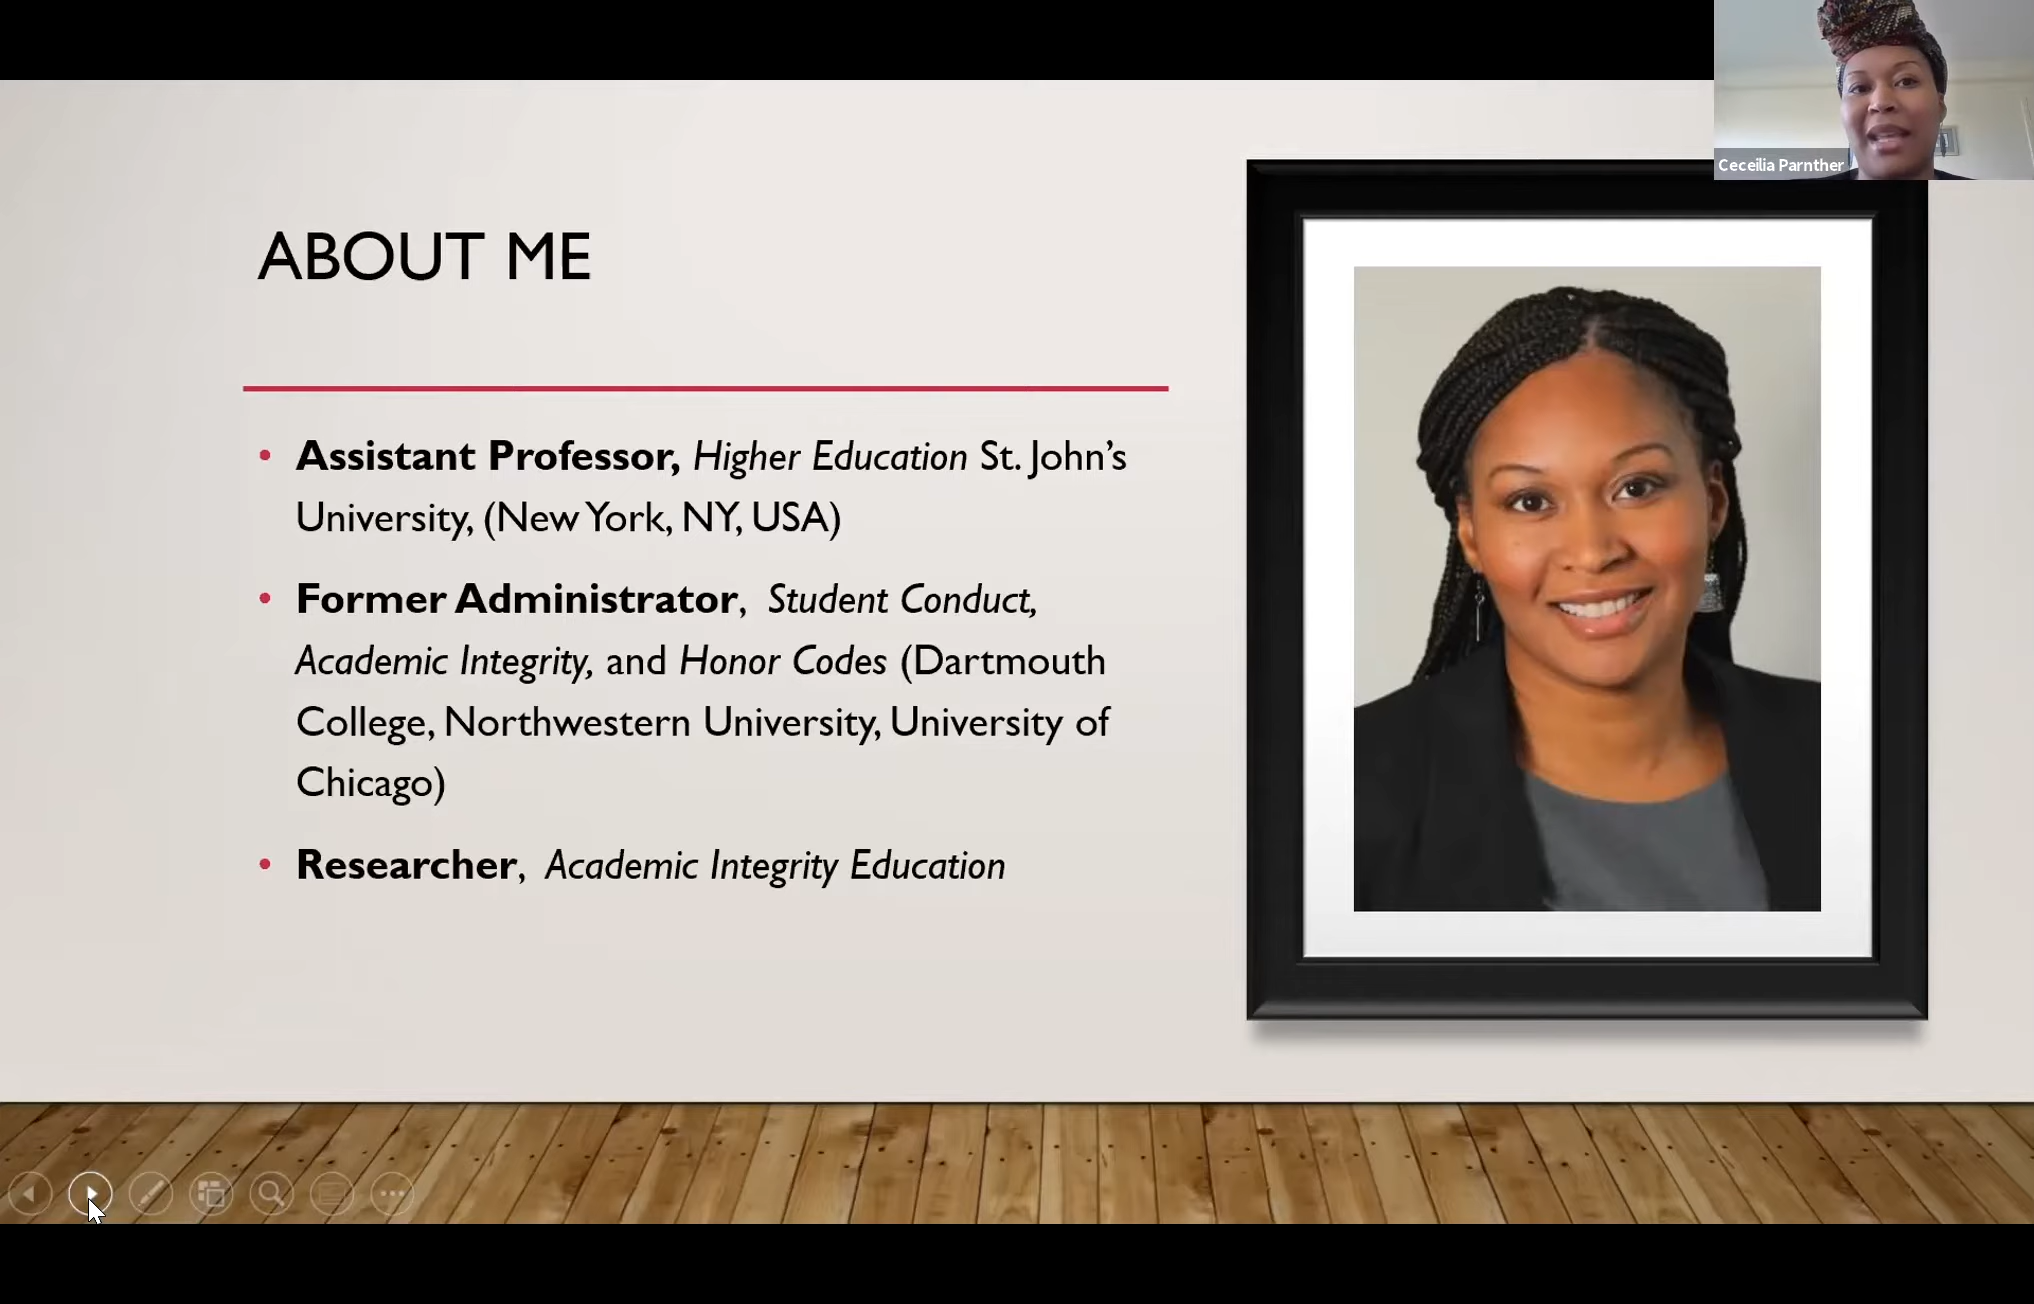 Ceceilia Parnther
ABOUT ME
• Assistant Professor, Higher Education St. John’s
University, (New York, NY, USA)
• Former Administrator, Student Conduct,
Academic Integrity, and Honor Codes (Dartmouth
College, Northwestern University, University of
Chicago)
• Researcher, Academic Integrity Education